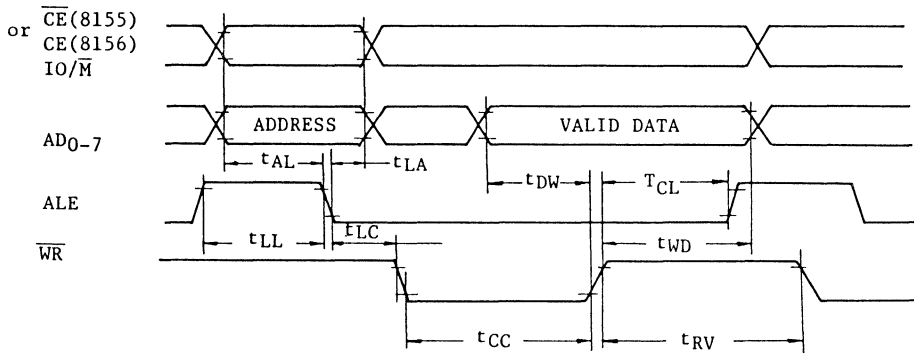 or CE(8155)
CE(8156)
IO/M
AD0-7
ADDRESS
VALID DATA
tAL
tLA
tDW
TCL
ALE
tLL
tLC
tWD
WR
tCC
tRV